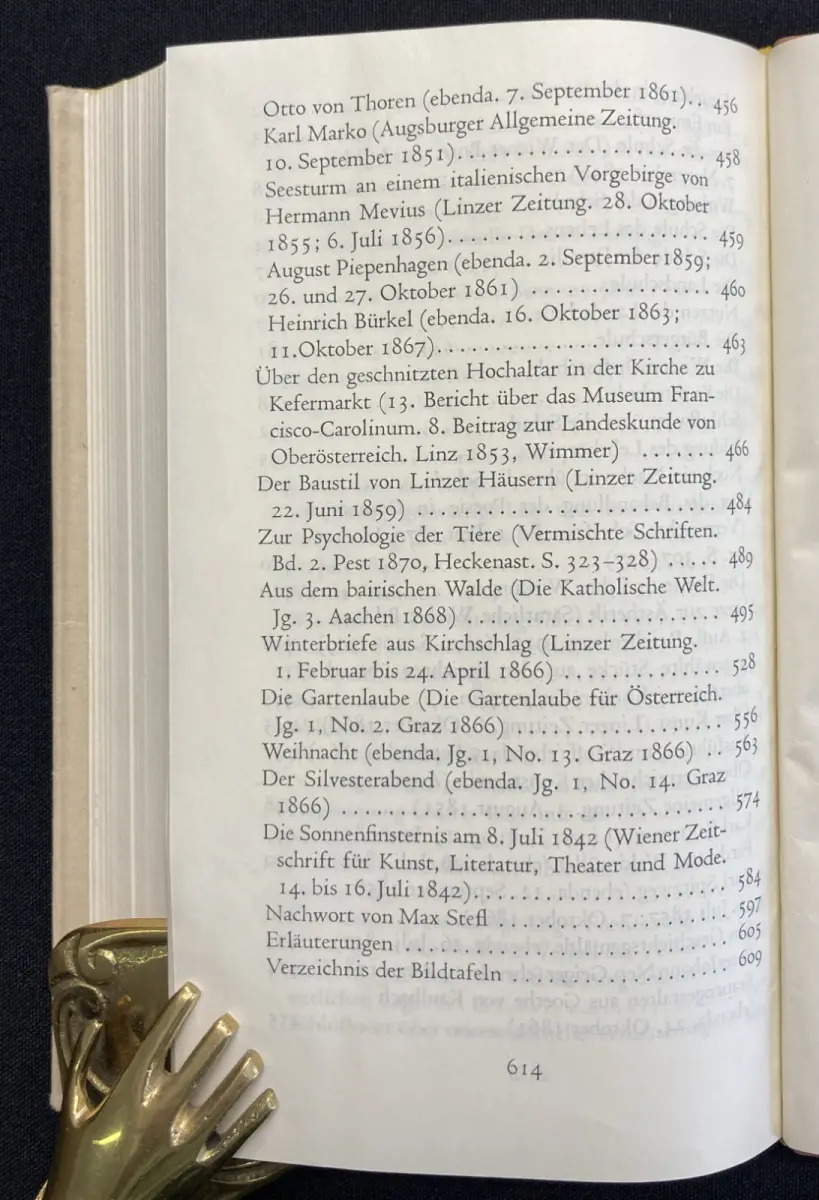 Otto von Thoren (ebenda. 7. September 1861).. 456
Karl Marko (Augsburger Allgemeine Zeitung.
10. September 1851)..................... 458
Seesturm an einem italienischen Vorgebirge von
Hermann Mevius (Linzer Zeitung. 28. Oktober
1855; 6. Juli 1856)...................... 459
August Piepenhagen (ebenda. 2. September 1859;
26. und 27. Oktober 1861) ............... 460
Heinrich Bürkel (ebenda. 16. Oktober 1863;
11.Oktober 1867)....................... 463
Über den geschnitzten Hochaltar in der Kirche zu
Kefermarkt (13. Bericht über das Museum Fran-
cisco-Carolinum. 8. Beitrag zur Landeskunde von
Oberösterreich. Linz 1853, Wimmer) ....... 466
Der Baustil von Linzer Häusern (Linzer Zeitung.
22. Juni 1859) ......................... 484
Zur Psychologie der Tiere (Vermischte Schriften.
Bd. 2. Pest 1870, Heckenast. S. 323–328) ..... 489
Aus dem bairischen Walde (Die Katholische Welt.
Jg. 3. Aachen 1868) ..................... 495
Winterbriefe aus Kirchschlag (Linzer Zeitung.
1. Februar bis 24. April 1866) .............. 528
Die Gartenlaube (Die Gartenlaube für Österreich.
Jg. 1, No. 2. Graz 1866) .................. 556
Weihnacht (ebenda. Jg. 1, No. 13. Graz 1866) .. 563
Der Silvesterabend (ebenda. Jg. 1, No. 14. Graz
1866) ................................ 574
Die Sonnenfinsternis am 8. Juli 1842 (Wiener Zeit-
schrift für Kunst, Literatur, Theater und Mode.
14. bis 16. Juli 1842)..................... 584
Nachwort von Max Stefl .................... 597
Erläuterungen ........................... 605
Verzeichnis der Bildtafeln ................... 609
614